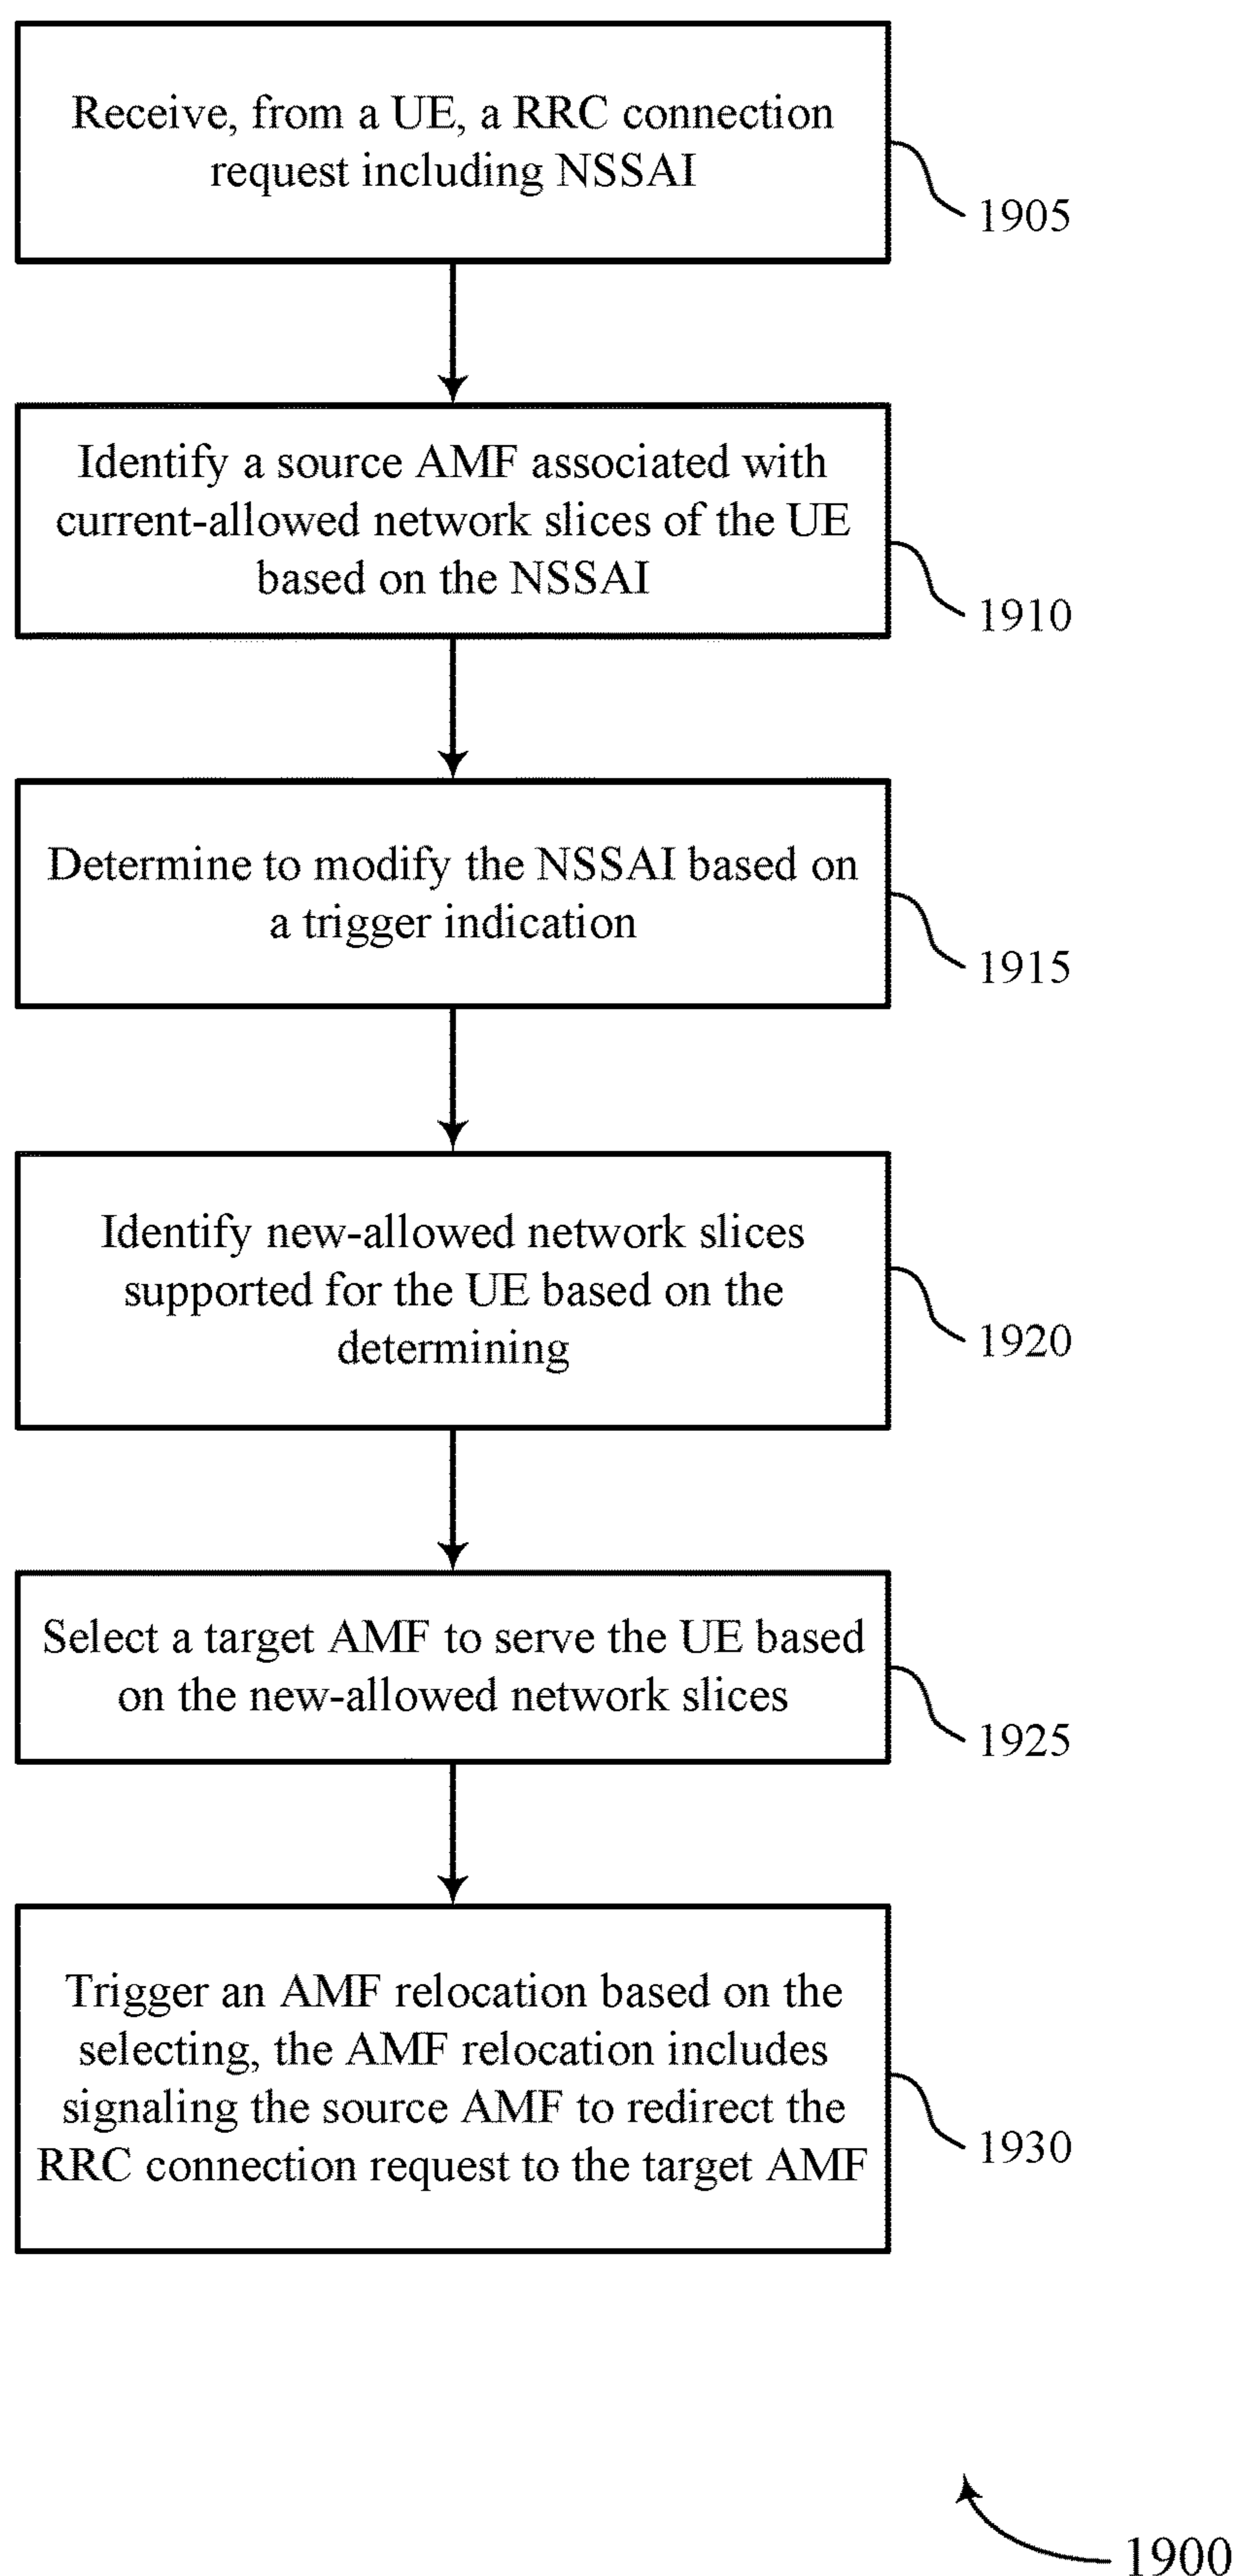 Receive, from a UE, a RRC connection
request including NSSAI
1905
Identify a source AMF associated with
current-allowed network slices of the UE
based on the NSSAI
1910
Determine to modify the NSSAI based on
a trigger indication
1915
Identify new-allowed network slices
supported for the UE based on the
determining
1920
Select a target AMF to serve the UE based
on the new-allowed network slices
1925
Trigger an AMF relocation based on the
selecting, the AMF relocation includes
signaling the source AMF to redirect the
RRC connection request to the target AMF
1930
1900